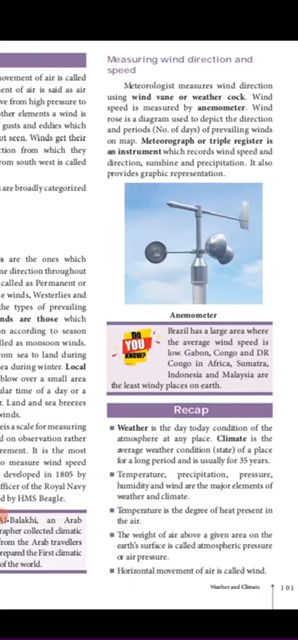 movement of air is called
ment of air is said as air
ve from high pressure to
other elements a wind is
gusts and eddies which
ot seen. Winds get their
ction from which they
rom south west is called
are broadly categorized
s are the ones which
me direction throughout
called as Permanent or
e winds, Westerlies and
the types of prevailing
nds are those which
on according to season
lled as monsoon winds.
rom sea to land during
ea during winter. Local
blow over a small area
ular time of a day or a
r. Land and sea breezes
winds.
e is a scale for measuring
d on observation rather
rement. It is the most
o measure wind speed
developed in 1805 by
fficer of the Royal Navy
d by HMS Beagle.
Al-Balakhi, an Arab
rapher collected climatic
from the Arab travellers
repared the First climatic
of the world.
Measuring wind direction and
speed
Meteorologist measures wind direction
using wind vane or weather cock. Wind
speed is measured by anemometer. Wind
rose is a diagram used to depict the direction
and periods (No. of days) of prevailing winds
on map. Meteorograph or triple register is
an instrument which records wind speed and
direction, sunshine and precipitation. It also
provides graphic representation.
Anemometer
DO
YOU
KNOW?
Brazil has a large area where
the average wind speed is
low. Gabon, Congo and DR
Congo in Africa, Sumatra,
Indonesia and Malaysia are
the least windy places on earth.
Recap
■ Weather is the day today condition of the
atmosphere at any place. Climate is the
average weather condition (state) of a place
for a long period and is usually for 35 years.
■ Temperature, precipitation, pressure,
humidity and wind are the major elements of
weather and climate.
■ Temperature is the degree of heat present in
the air.
■ The weight of air above a given area on the
earth's surface is called atmospheric pressure
or air pressure.
■ Horizontal movement of air is called wind.
Weather and Climate 101